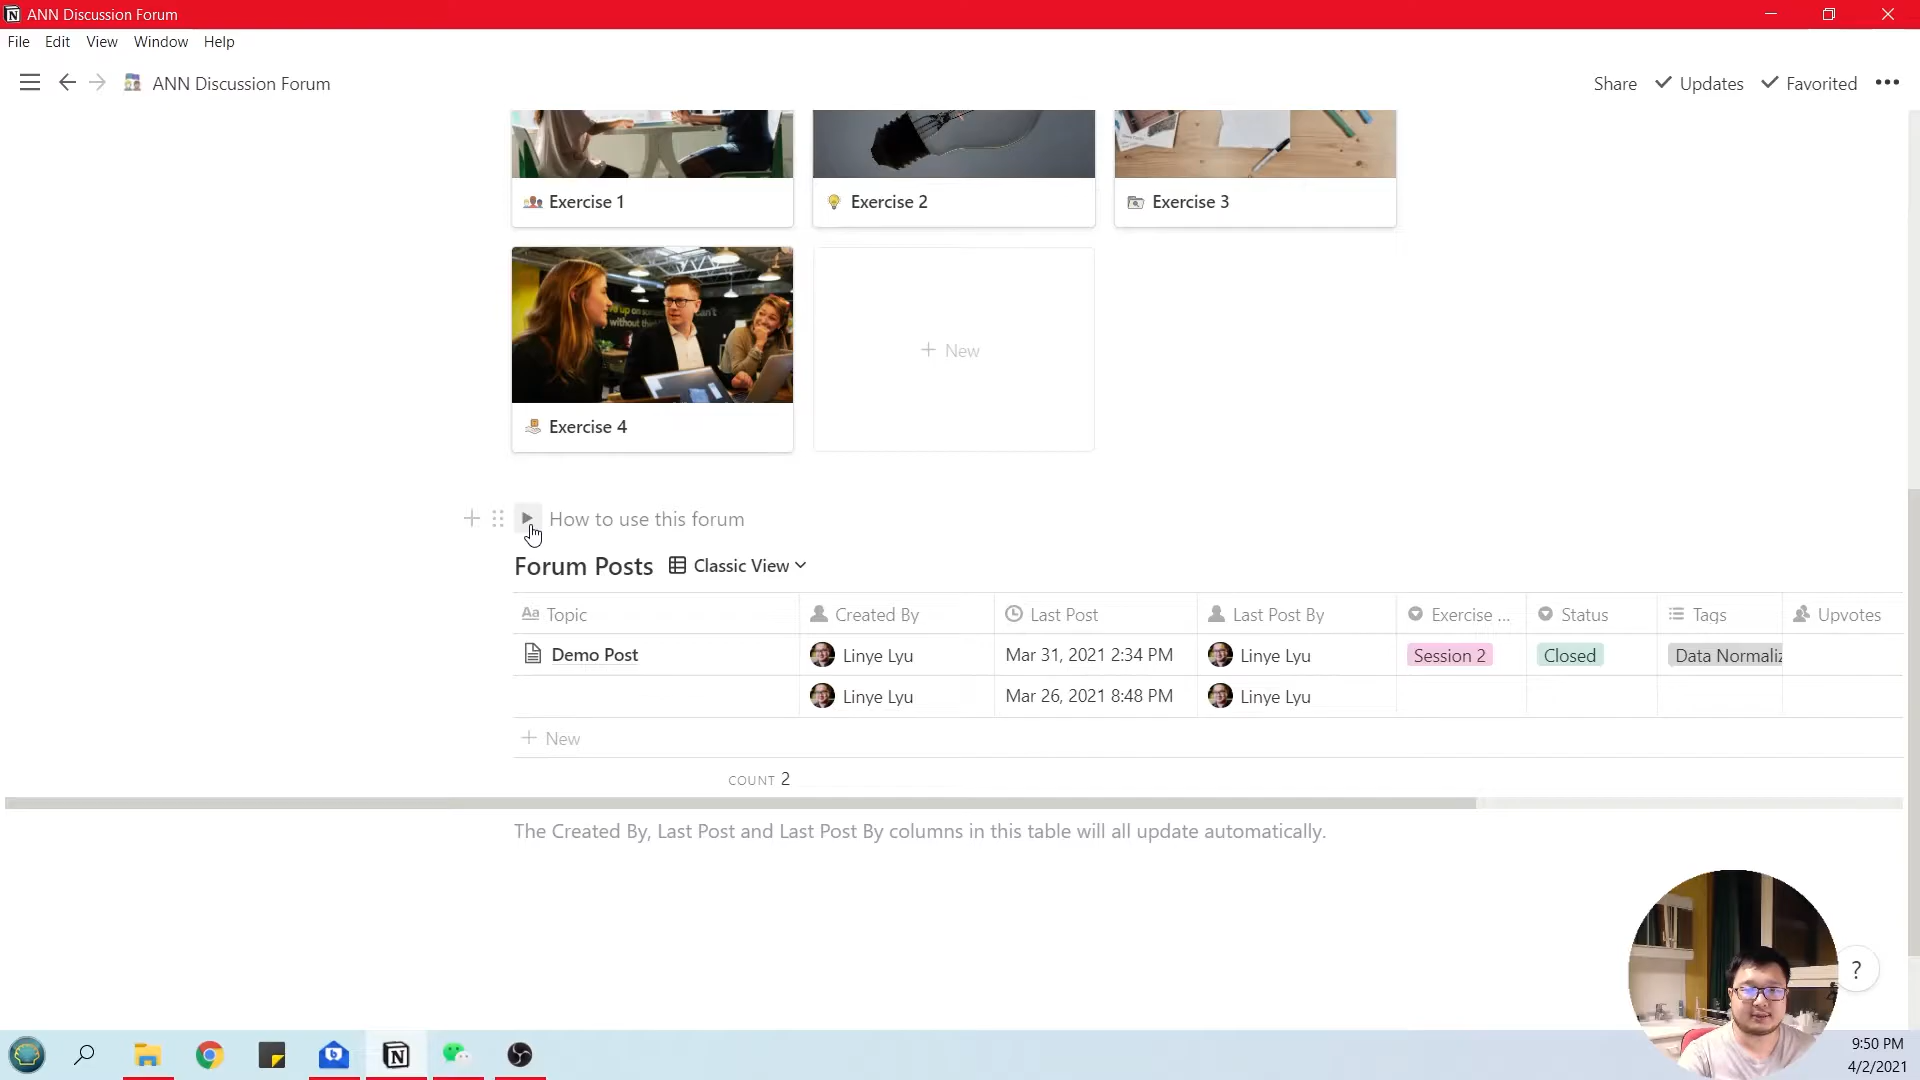 ANN Discussion Forum
File Edit View Window Help
ANN Discussion Forum Share Updates Favorited •••
Exercise 1 Exercise 2 Exercise 3
+ New
Exercise 4
How to use this forum
Forum Posts Classic View
Aa Topic Created By Last Post Last Post By Exercise ... Status Tags Upvotes
Demo Post Linye Lyu Mar 31, 2021 2:34 PM Linye Lyu Session 2 Closed Data Normaliz
Linye Lyu Mar 26, 2021 8:48 PM Linye Lyu
+ New
COUNT 2
The Created By, Last Post and Last Post By columns in this table will all update automatically.
?
9:50 PM
4/2/2021